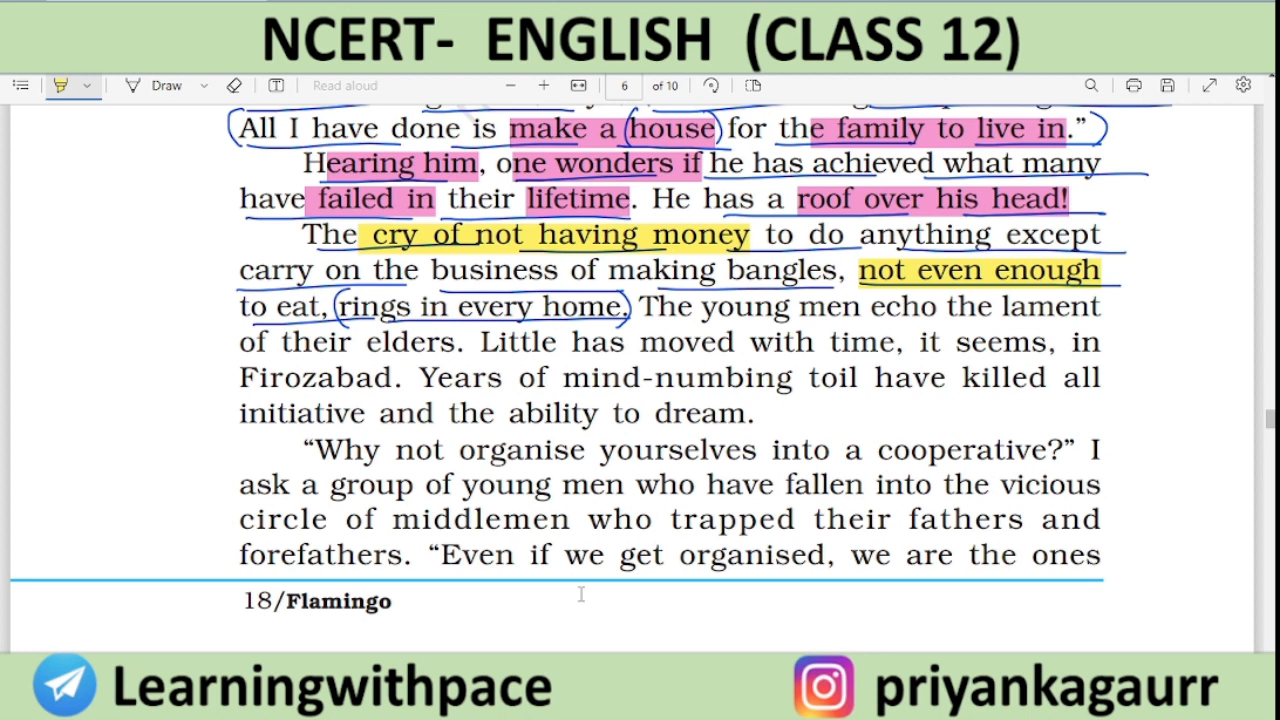 NCERT- ENGLISH (CLASS 12)
Draw
Read aloud
6
of 10
All I have done is make a house for the family to live in.”
Hearing him, one wonders if he has achieved what many
have failed in their lifetime. He has a roof over his head!
The cry of not having money to do anything except
carry on the business of making bangles, not even enough
to eat, rings in every home. The young men echo the lament
of their elders. Little has moved with time, it seems, in
Firozabad. Years of mind-numbing toil have killed all
initiative and the ability to dream.
“Why not organise yourselves into a cooperative?” I
ask a group of young men who have fallen into the vicious
circle of middlemen who trapped their fathers and
forefathers. “Even if we get organised, we are the ones
18/Flamingo
Learningwithpace
priyankagaurr